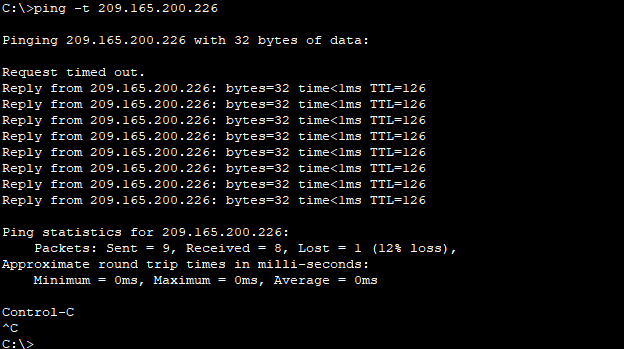 C:\>ping -t 209.165.200.226
Pinging 209.165.200.226 with 32 bytes of data:
Request timed out.
Reply from 209.165.200.226: bytes=32 time<1ms TTL=126
Reply from 209.165.200.226: bytes=32 time<1ms TTL=126
Reply from 209.165.200.226: bytes=32 time<1ms TTL=126
Reply from 209.165.200.226: bytes=32 time<1ms TTL=126
Reply from 209.165.200.226: bytes=32 time<1ms TTL=126
Reply from 209.165.200.226: bytes=32 time<1ms TTL=126
Reply from 209.165.200.226: bytes=32 time<1ms TTL=126
Reply from 209.165.200.226: bytes=32 time<1ms TTL=126
Ping statistics for 209.165.200.226:
Packets: Sent = 9, Received = 8, Lost = 1 (12% loss),
Approximate round trip times in milli-seconds:
Minimum = 0ms, Maximum = 0ms, Average = 0ms
Control-C
^C
C:\>